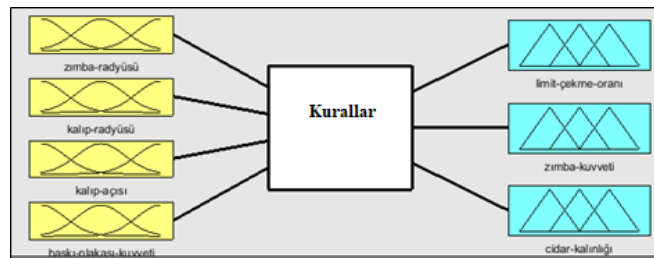 zımba-radyüsü
kalıp-radyüsü
kalıp-açısı
baskı-plakası-kuvveti
Kurallar
limit-çekme-oranı
zımba-kuvveti
cidar-kalınlığı